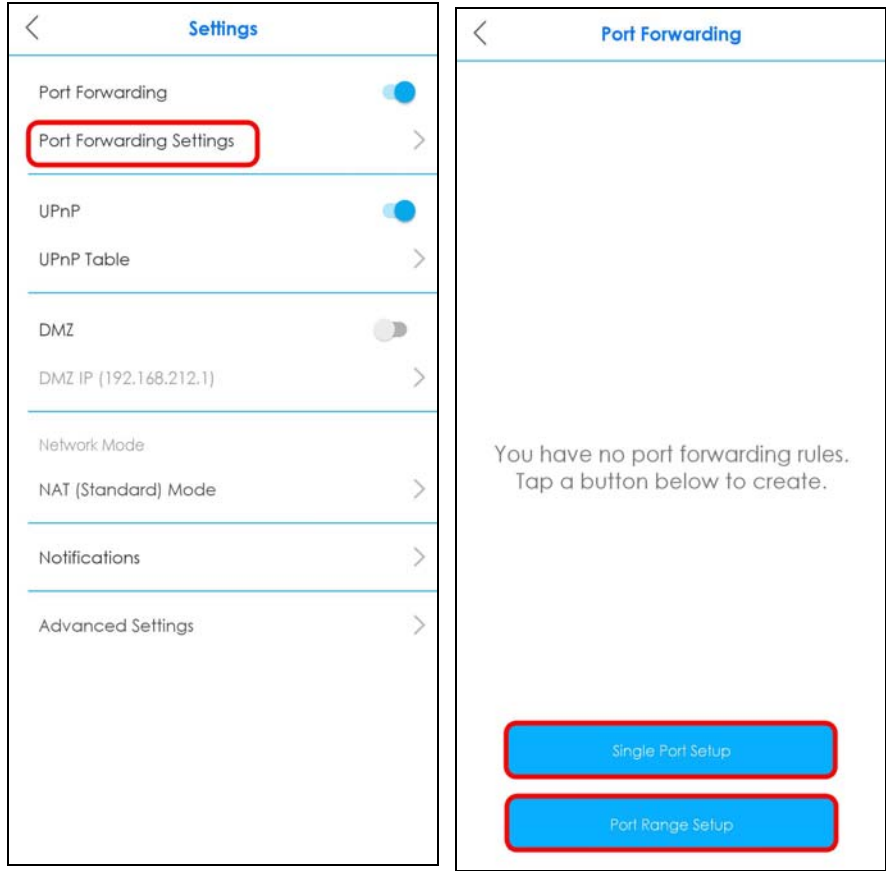 Settings
Port Forwarding
Port Forwarding Settings
UPnP
UPnP Table
DMZ
DMZ IP (192.168.212.1)
Network Mode
NAT (Standard) Mode
Notifications
Advanced Settings
Port Forwarding
You have no port forwarding rules.
Tap a button below to create.
Single Port Setup
Port Range Setup